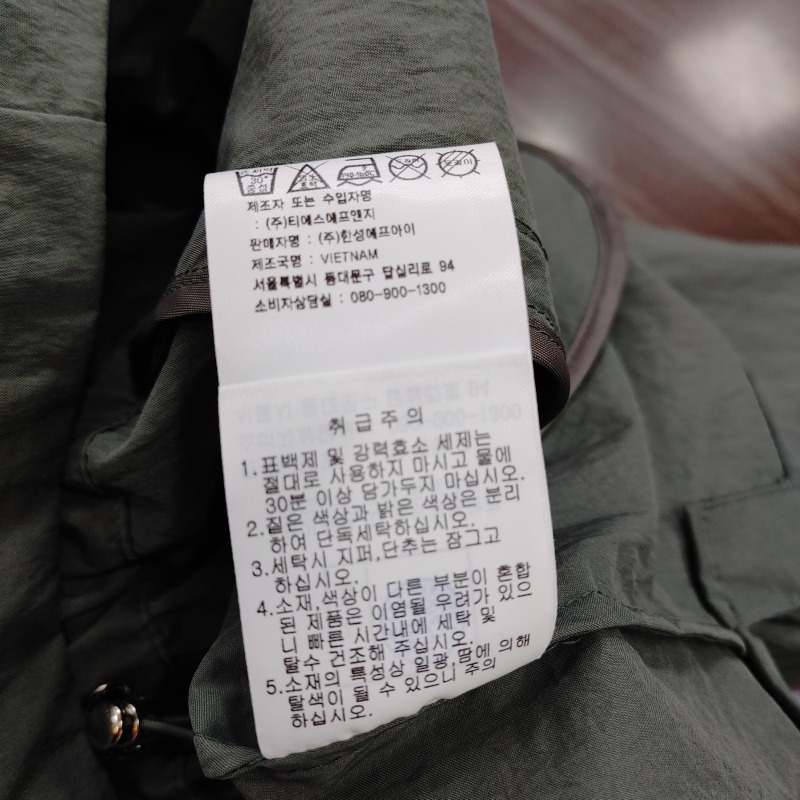 30°
중성
제조자 또는 수입자명
: (주)티에스에프앤지
판매자명 : (주)한성에프아이
제조국명 : VIETNAM
서울특별시 동대문구 답십리로 94
소비자상담실 : 080-900-1300
취급주의
1. 표백제 및 강력효소 세제는
절대로 사용하지 마시고 물에
30분 이상 담가두지 마십시오.
2. 짙은 색상과 밝은 색상은 분리
하여 단독세탁하십시오.
3. 세탁시 지퍼,단추는 잠그고
하십시오.
4. 소재,색상이 다른 부분이 혼합
된 제품은 이염될 우려가 있으
니 빠른 시간내에 세탁 및
탈수 건조해 주십시오.
5. 소재의 특성상 일광,땀에 의해
탈색이 될 수 있으니 주의
하십시오.